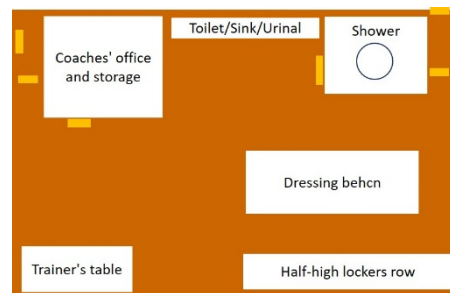 Toilet/Sink/Urinal
Shower
Coaches' office
and storage
Dressing behcn
Trainer's table
Half-high lockers row